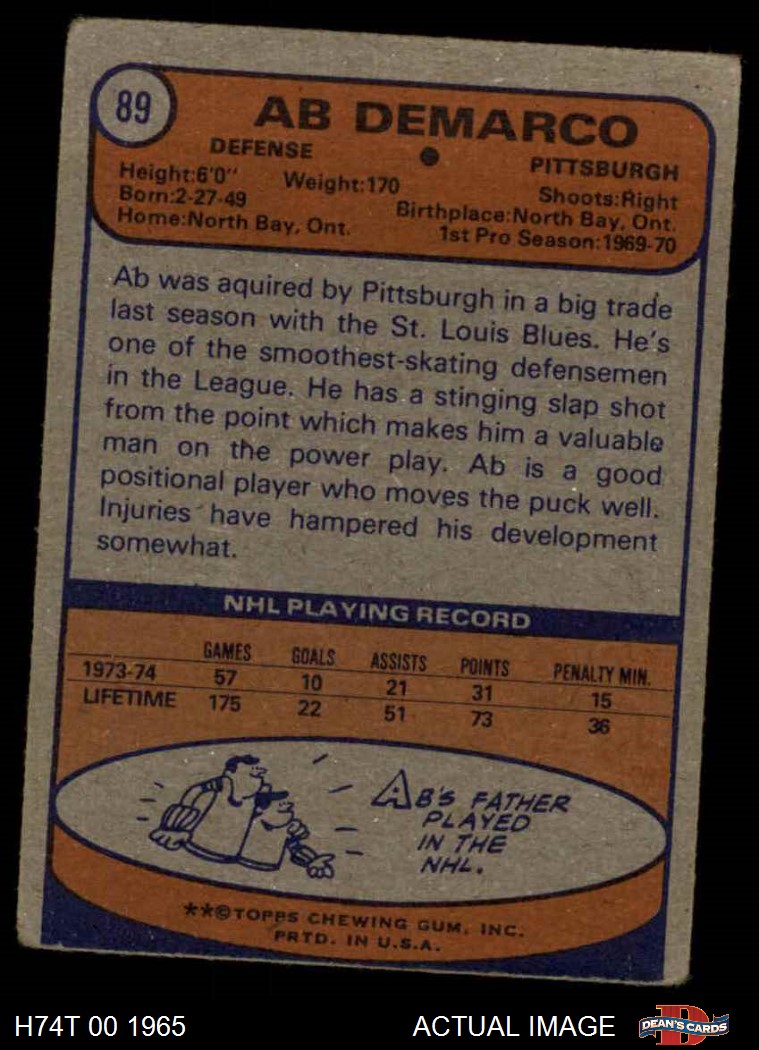 89
AB DEMARCO
DEFENSE
PITTSBURGH
Height:6'0" Weight:170 Shoots:Right
Born:2-27-49 Birthplace:North Bay, Ont.
Home:North Bay, Ont. 1st Pro Season:1969-70
Ab was aquired by Pittsburgh in a big trade
last season with the St. Louis Blues. He's
one of the smoothest-skating defensemen
in the League. He has a stinging slap shot
from the point which makes him a valuable
man on the power play. Ab is a good
positional player who moves the puck well.
Injuries have hampered his development
somewhat.
NHL PLAYING RECORD
GAMES GOALS ASSISTS POINTS PENALTY MIN.
1973-74 57 10 21 31 15
LIFETIME 175 22 51 73 36
AB'S FATHER
PLAYED
IN THE
NHL.
**©TOPPS CHEWING GUM, INC.
PRTD. IN U.S.A.
H74T 00 1965 ACTUAL IMAGE
D
DEAN'S CARDS